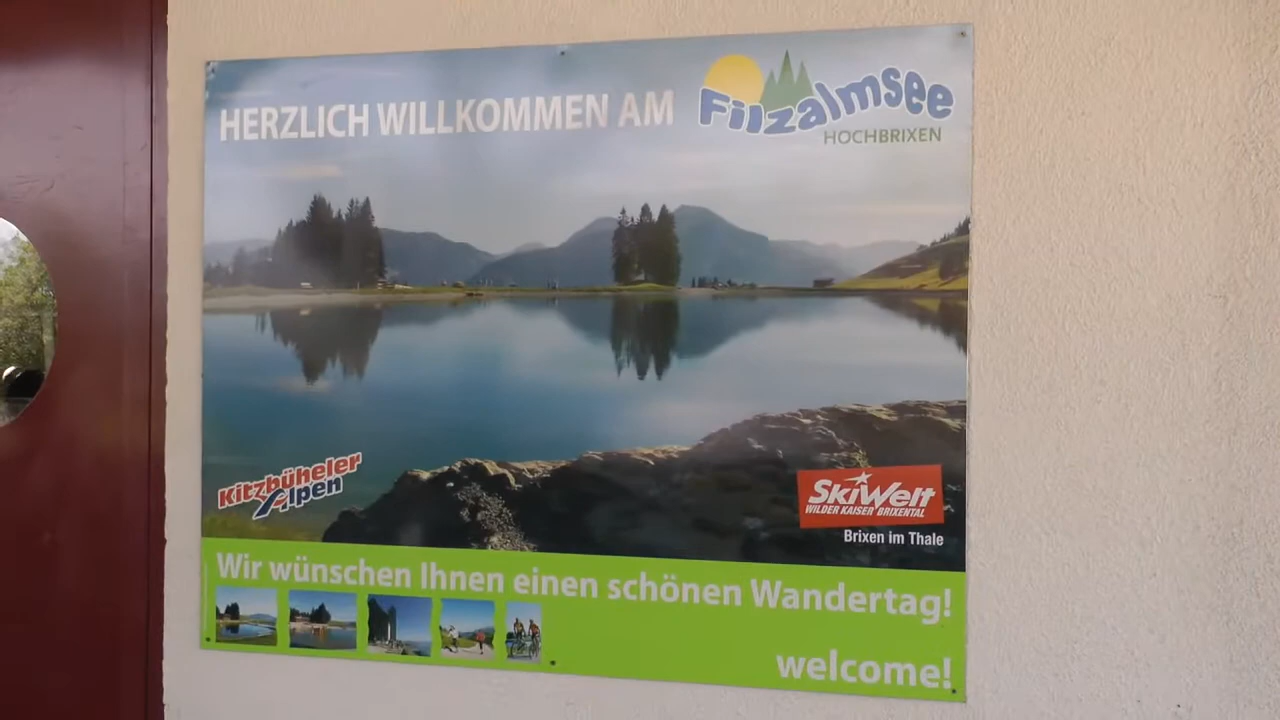 HERZLICH WILLKOMMEN AM
Filzalmsee
HOCHBRIXEN
Kitzbüheler
Alpen
SkiWelt
WILDER KAISER BRIXENTAL
Brixen im Thale
Wir wünschen Ihnen einen schönen Wandertag!
welcome!